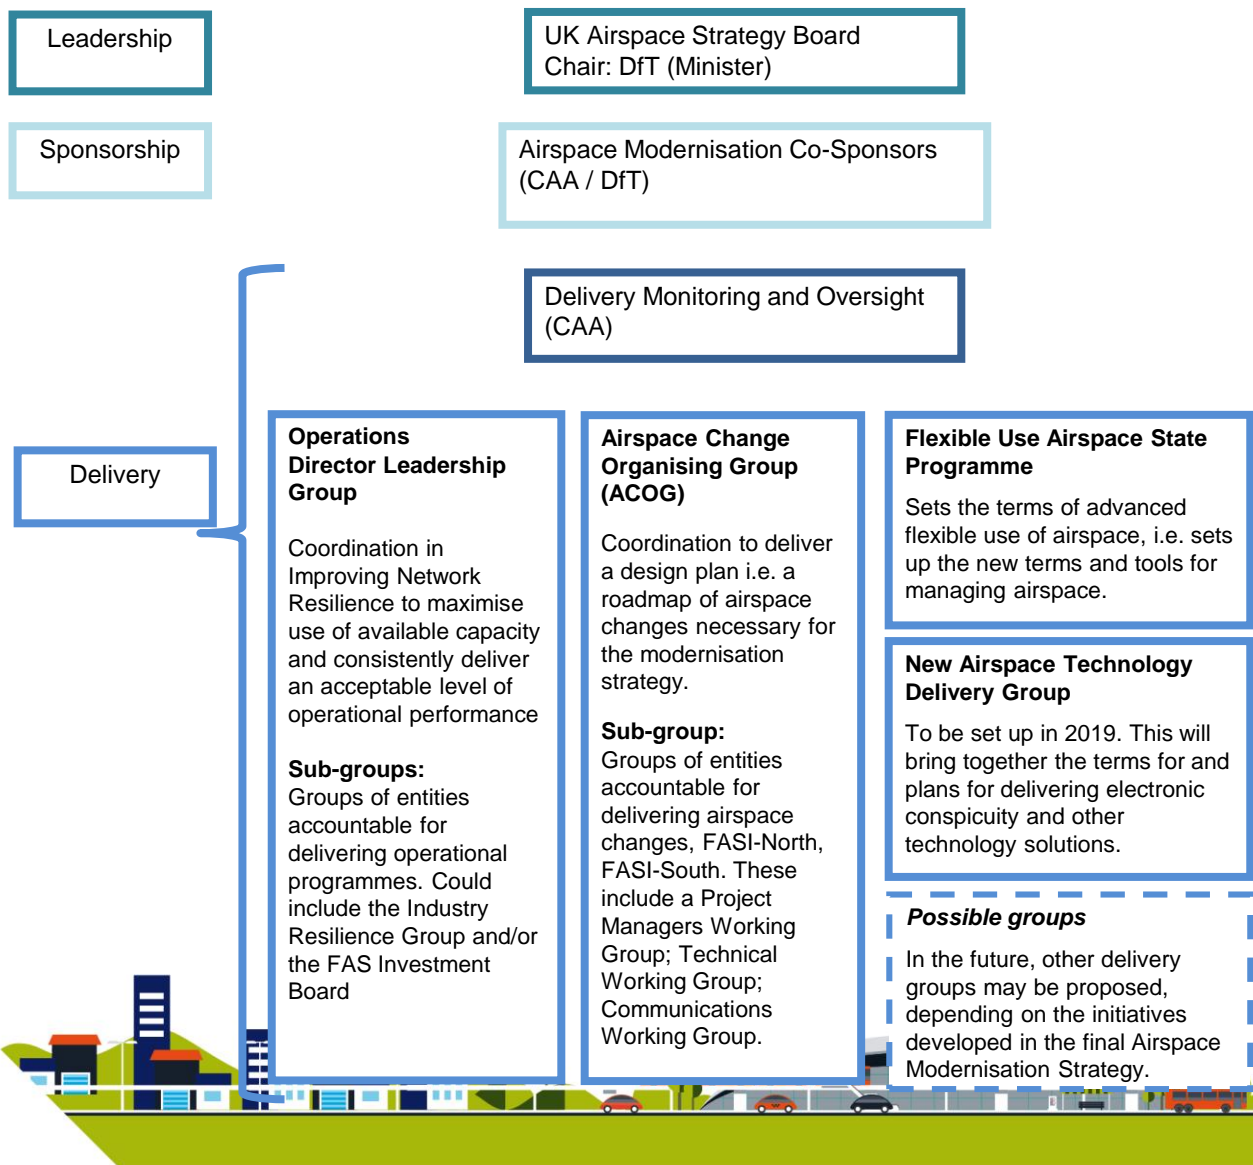 Leadership
UK Airspace Strategy Board
Chair: DfT (Minister)
Sponsorship
Airspace Modernisation Co-Sponsors
(CAA / DfT)
Delivery Monitoring and Oversight
(CAA)
Delivery
Operations
Director Leadership
Group
Coordination in
Improving Network
Resilience to maximise
use of available capacity
and consistently deliver
an acceptable level of
operational performance
Sub-groups:
Groups of entities
accountable for
delivering operational
programmes. Could
include the Industry
Resilience Group and/or
the FAS Investment
Board
Airspace Change
Organising Group
(ACOG)
Coordination to deliver
a design plan i.e. a
roadmap of airspace
changes necessary for
the modernisation
strategy.
Sub-group:
Groups of entities
accountable for
delivering airspace
changes, FASI-North,
FASI-South. These
include a Project
Managers Working
Group; Technical
Working Group;
Communications
Working Group.
Flexible Use Airspace State
Programme
Sets the terms of advanced
flexible use of airspace, i.e. sets
up the new terms and tools for
managing airspace.
New Airspace Technology
Delivery Group
To be set up in 2019. This will
bring together the terms for and
plans for delivering electronic
conspicuity and other
technology solutions.
Possible groups
In the future, other delivery
groups may be proposed,
depending on the initiatives
developed in the final Airspace
Modernisation Strategy.